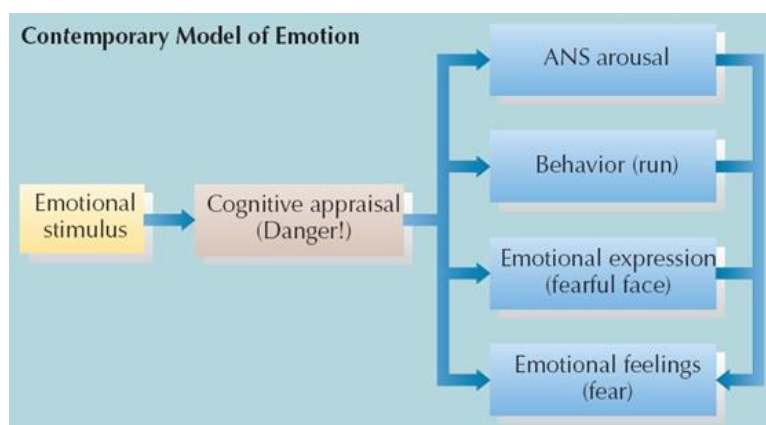 Contemporary Model of Emotion
Emotional
stimulus
Cognitive appraisal
(Danger!)
ANS arousal
Behavior (run)
Emotional expression
(fearful face)
Emotional feelings
(fear)